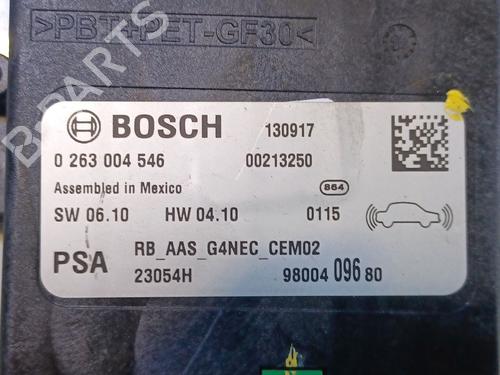 >PBT+PET-GF30<
BOSCH 130917
0 263 004 546 00213250
Assembled in Mexico 864
SW 06.10 HW 04.10 0115
PSA RB_AAS_G4NEC_CEM02
23054H 98004 096 80
B-PARTS